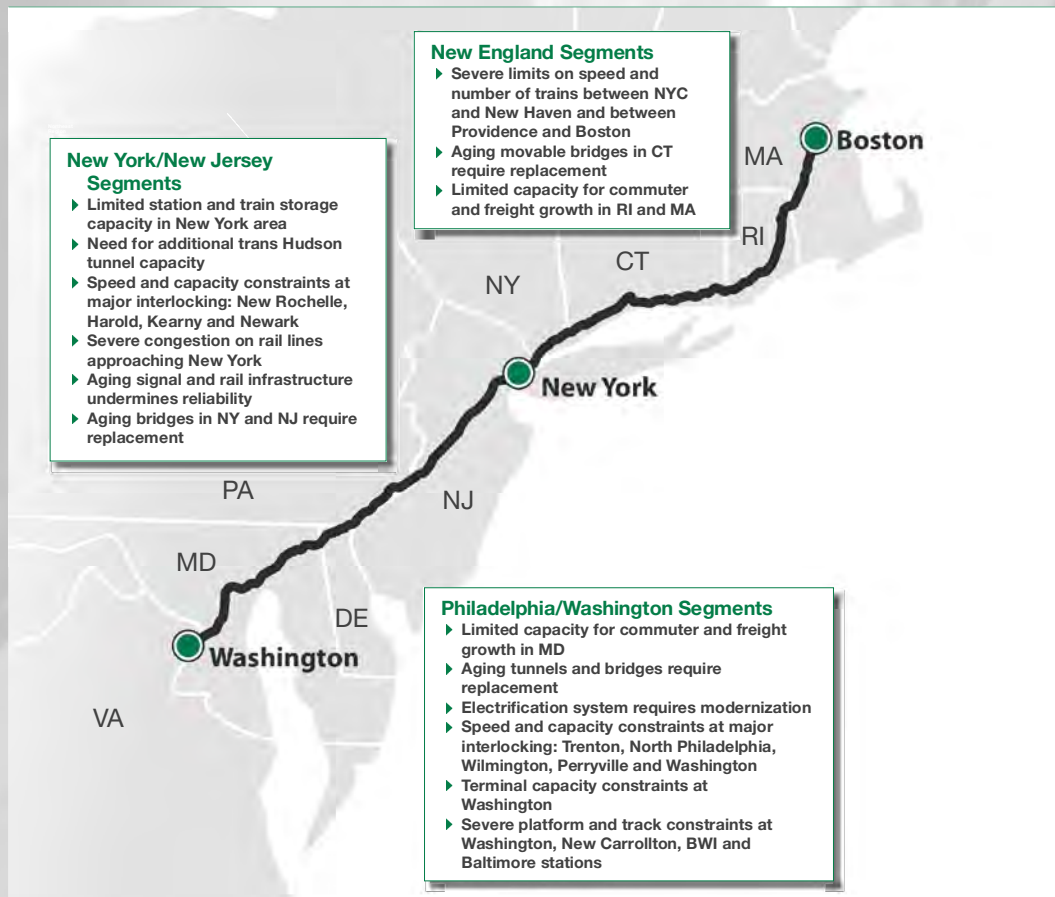 New England Segments
▶ Severe limits on speed and
number of trains between NYC
and New Haven and between
Providence and Boston
▶ Aging movable bridges in CT
require replacement
▶ Limited capacity for commuter
and freight growth in RI and MA
New York/New Jersey
Segments
▶ Limited station and train storage
capacity in New York area
▶ Need for additional trans Hudson
tunnel capacity
▶ Speed and capacity constraints at
major interlocking: New Rochelle,
Harold, Kearny and Newark
▶ Severe congestion on rail lines
approaching New York
▶ Aging signal and rail infrastructure
undermines reliability
▶ Aging bridges in NY and NJ require
replacement
Boston
MA
RI
CT
NY
New York
PA
NJ
MD
DE
Washington
VA
Philadelphia/Washington Segments
▶ Limited capacity for commuter and freight
growth in MD
▶ Aging tunnels and bridges require
replacement
▶ Electrification system requires modernization
▶ Speed and capacity constraints at major
interlocking: Trenton, North Philadelphia,
Wilmington, Perryville and Washington
▶ Terminal capacity constraints at
Washington
▶ Severe platform and track constraints at
Washington, New Carrollton, BWI and
Baltimore stations